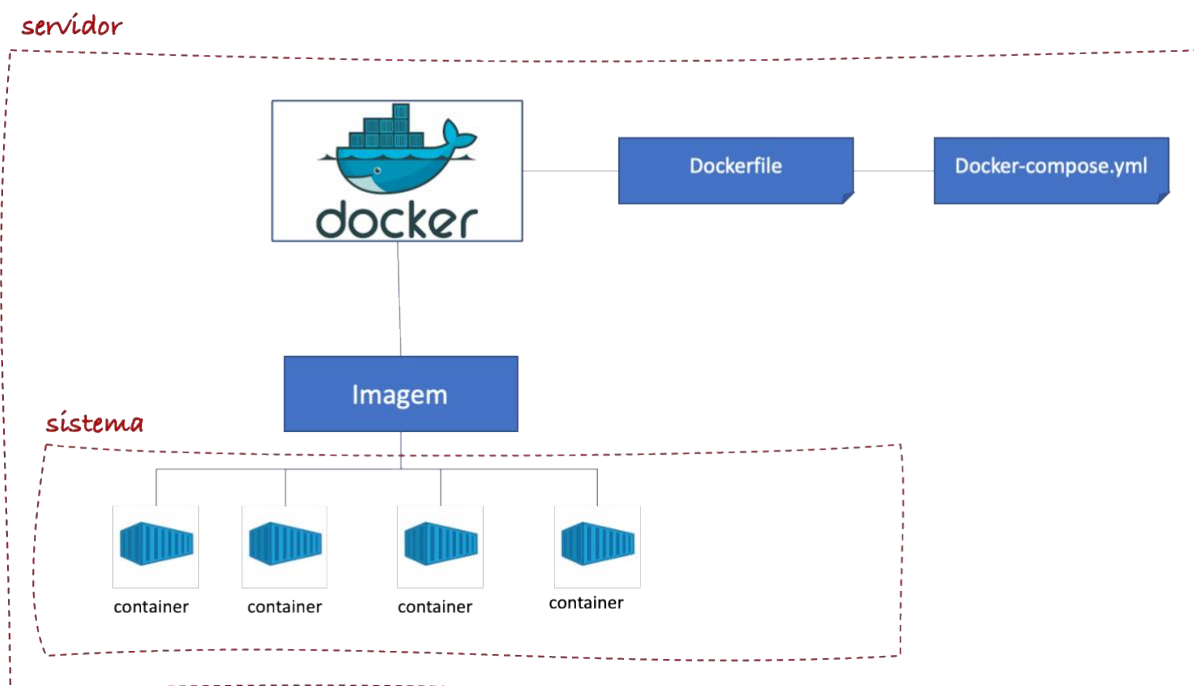 servidor
docker
Dockerfile
Docker-compose.yml
Imagem
sistema
container
container
container
container